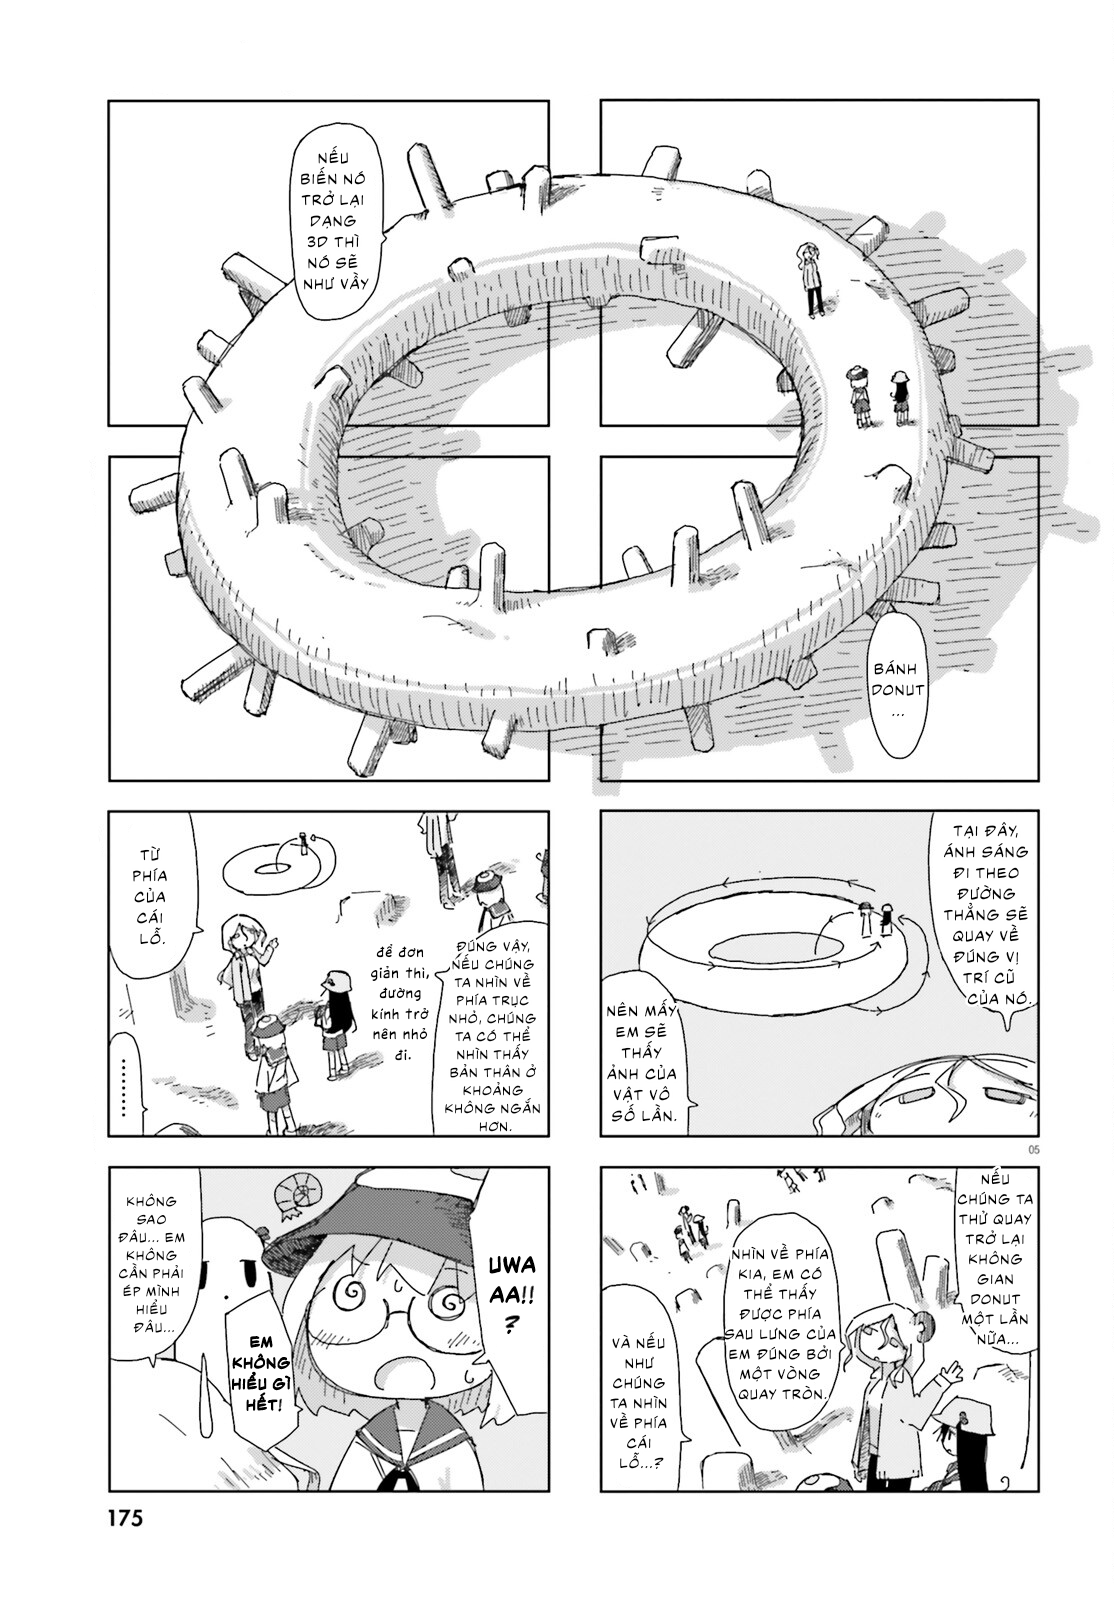 NẾU
BIẾN NÓ
TRỞ LẠI
DẠNG
3D THÌ
NÓ SẼ
NHƯ VẦY
BÁNH
DONUT
...
TẠI ĐÂY,
ÁNH SÁNG
ĐI THEO
ĐƯỜNG
THẲNG SẼ
QUAY VỀ
ĐÚNG VỊ
TRÍ CŨ
CỦA NÓ.
NÊN MẤY
EM SẼ
THẤY
ẢNH CỦA
VẬT VÔ
SỐ LẦN.
05
NẾU
CHÚNG TA
THỬ QUAY
TRỞ LẠI
KHÔNG
GIAN
DONUT
MỘT LẦN
NỮA...
NHÌN VỀ PHÍA
KIA, EM CÓ
THỂ THẤY
ĐƯỢC PHÍA
SAU LƯNG CỦA
EM ĐÚNG BỞI
MỘT VÒNG
QUAY TRÒN.
VÀ NẾU
NHƯ
CHÚNG
TA NHÌN
VỀ PHÍA
CÁI
LỖ...?
ĐÚNG VẬY,
NẾU CHÚNG
TA NHÌN VỀ
PHÍA TRỤC
NHỎ, CHÚNG
TA CÓ THỂ
NHÌN THẤY
BẢN THÂN Ở
KHOẢNG
KHÔNG NGẮN
HƠN.
để đơn
giản thì,
đường
kính trở
nên nhỏ
đi.
TỪ
PHÍA
CỦA CÁI
LỖ.
........
UWA
AA!!
?
EM
KHÔNG
HIỂU GÌ
HẾT!
KHÔNG
SAO
ĐÂU... EM
KHÔNG
CẦN PHẢI
ÉP MÌNH
HIỂU
ĐÂU...
175